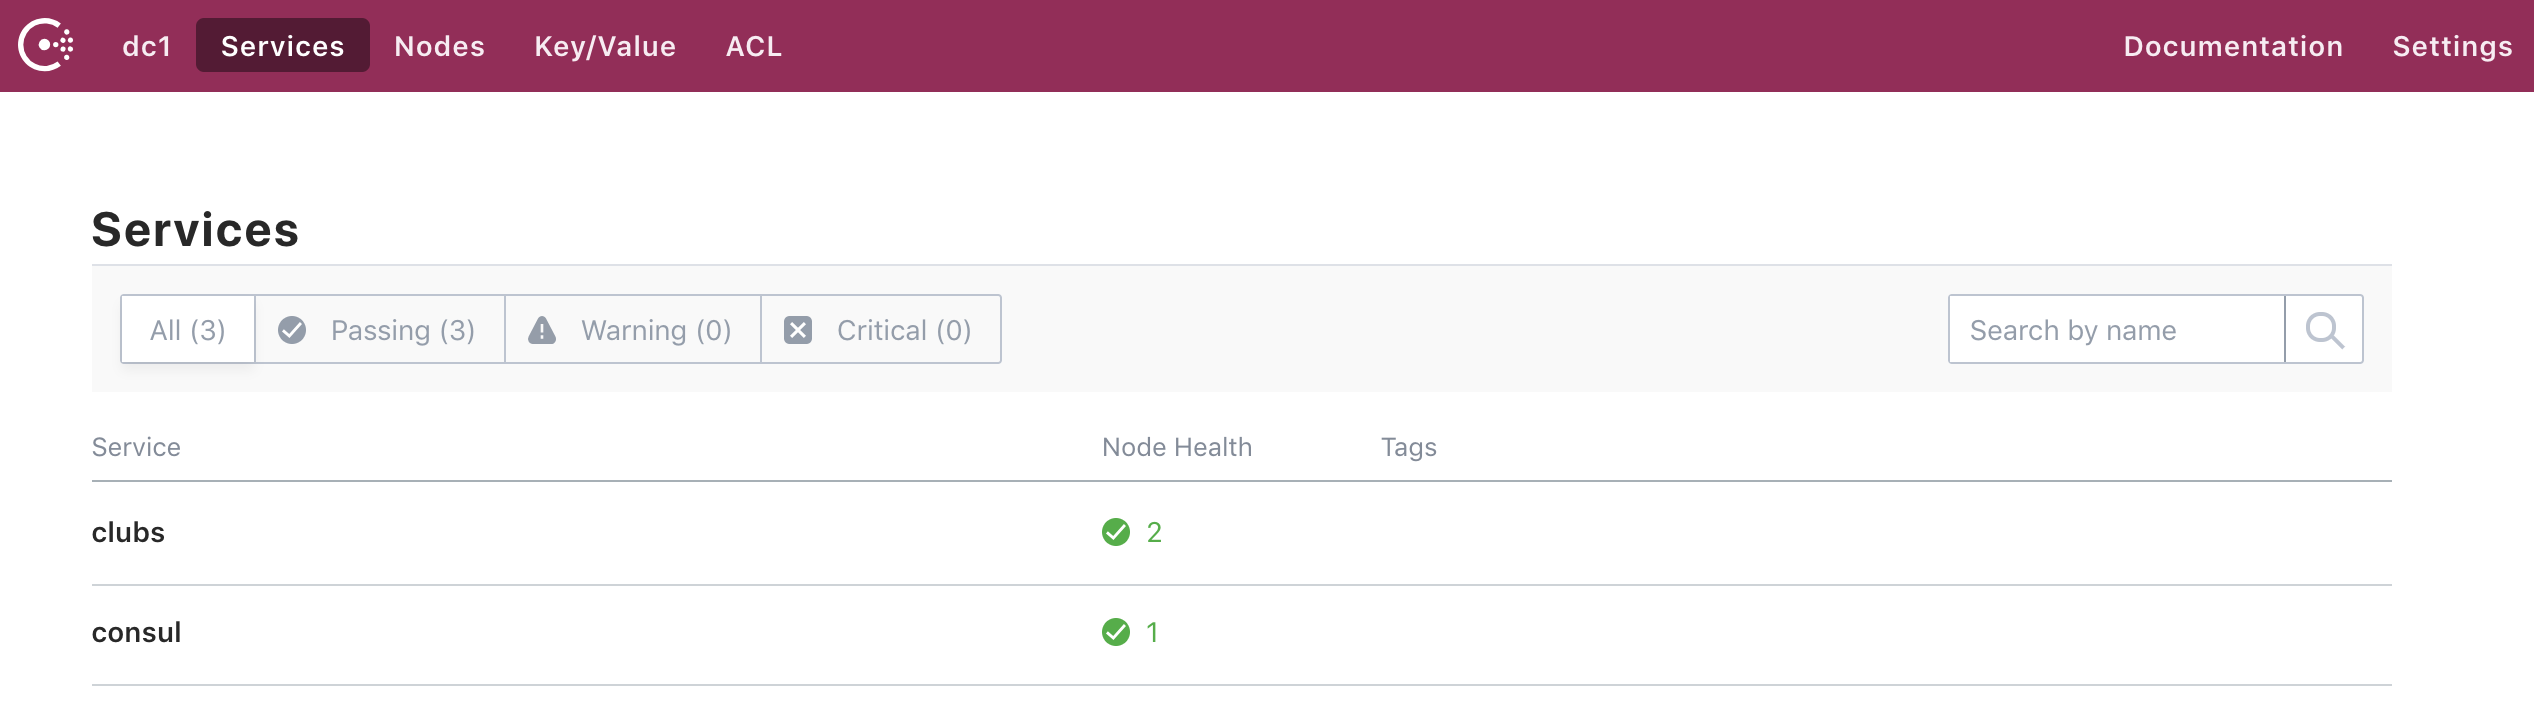 dc1 Services Nodes Key/Value ACL Documentation Settings
Services
All (3) Passing (3) Warning (0) Critical (0) Search by name
Service Node Health Tags
clubs 2
consul 1